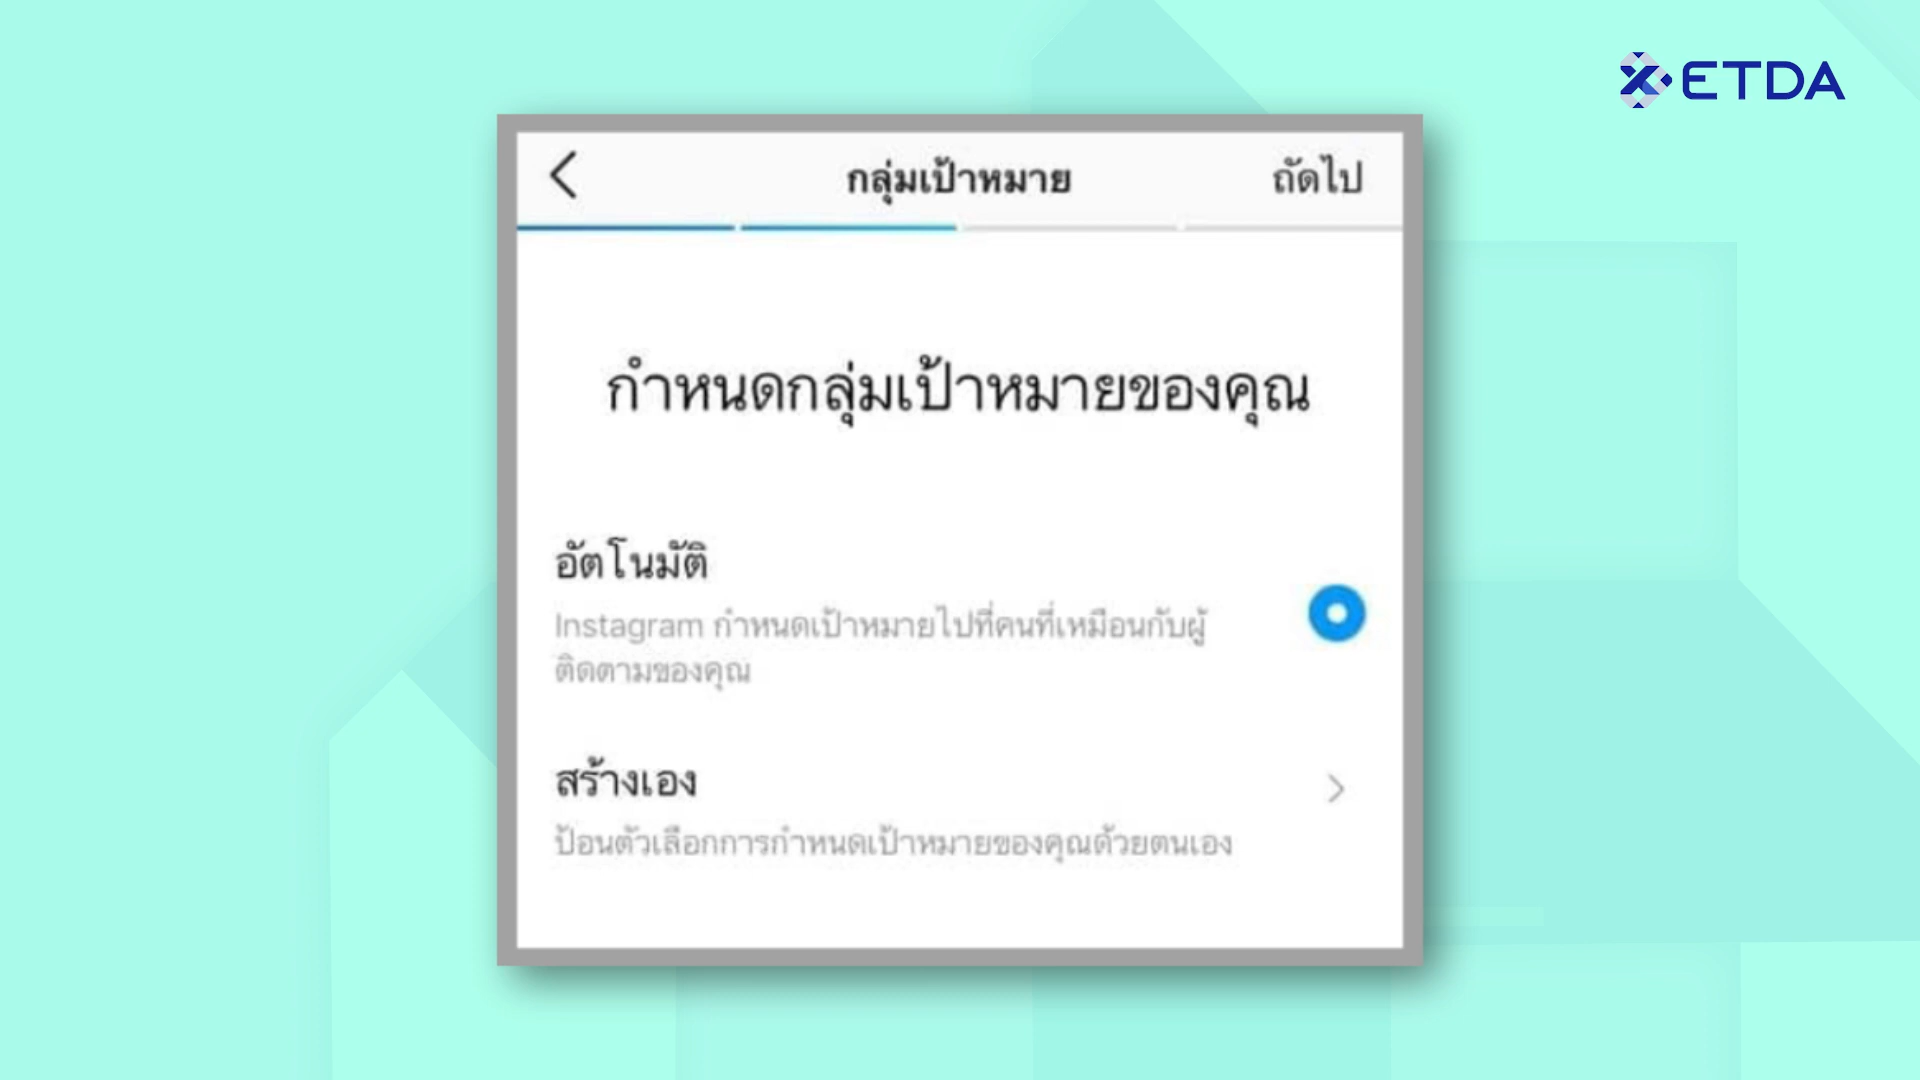 ETDA
กลุ่มเป้าหมาย
ถัดไป
กำหนดกลุ่มเป้าหมายของคุณ
อัตโนมัติ
Instagram กำหนดเป้าหมายไปที่คนที่เหมือนกับผู้
ติดตามของคุณ
สร้างเอง
ป้อนตัวเลือกการกำหนดเป้าหมายของคุณด้วยตนเอง